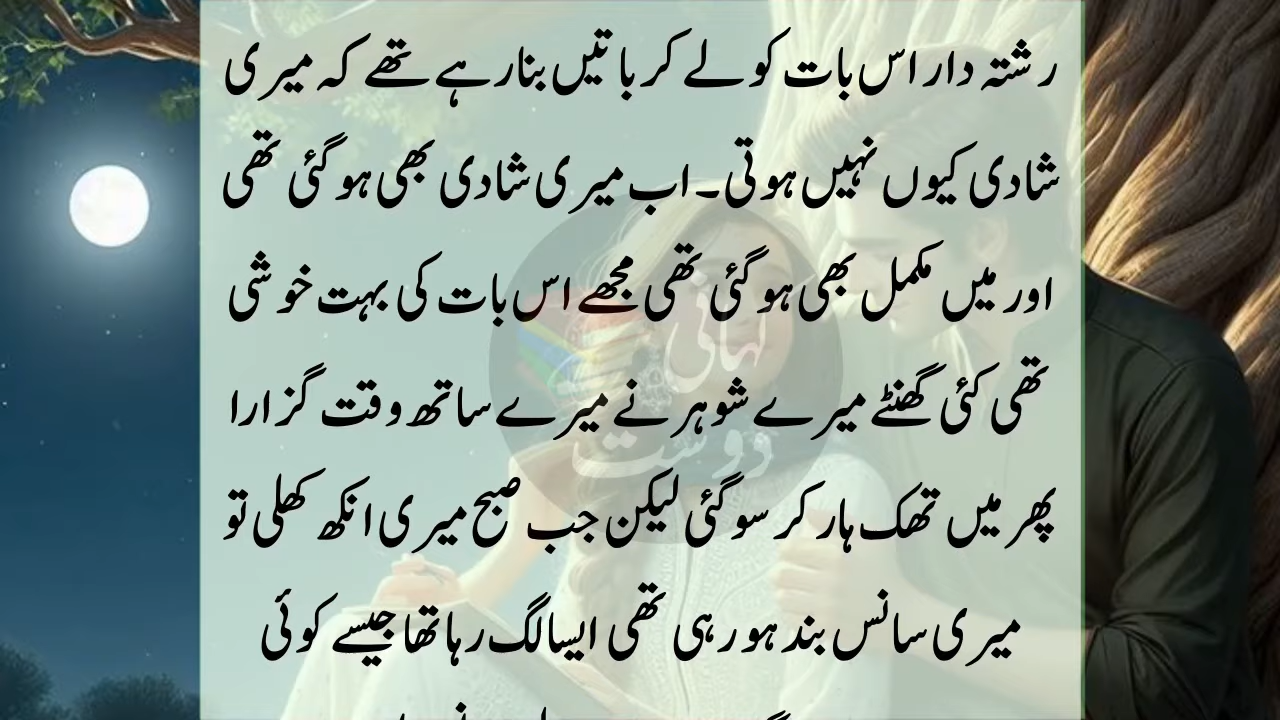 رشتہ دار اس بات کو لے کر باتیں بنا رہے تھے کہ میری
شادی کیوں نہیں ہوتی۔ اب میری شادی بھی ہو گئی تھی
اور میں مکمل بھی ہو گئی تھی مجھے اس بات کی بہت خوشی
تھی کئی گھنٹے میرے شوہر نے میرے ساتھ وقت گزارا
پھر میں تھک ہار کر سو گئی لیکن جب صبح میری انکھ کھلی تو
میری سانس بند ہو رہی تھی ایسا لگ رہا تھا جیسے کوئی
کہانی
دوست